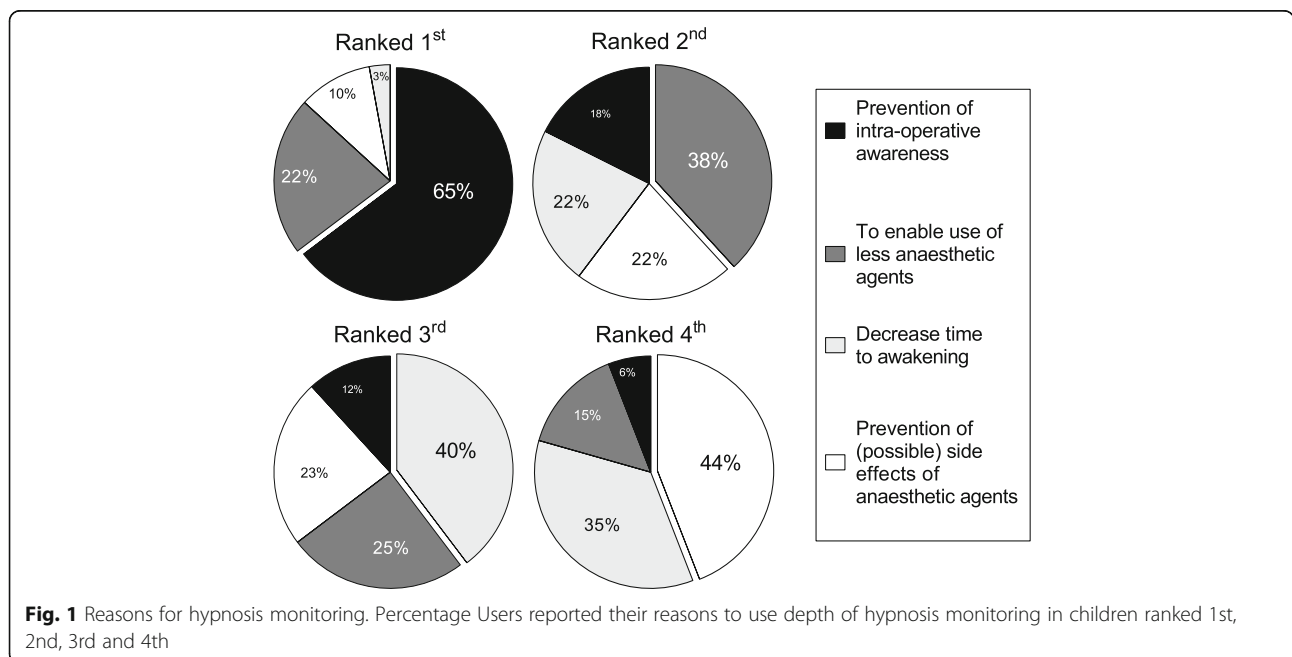 Ranked 1st
3%
10%
22%
65%
Ranked 2nd
18%
38%
22%
22%
Ranked 3rd
12%
40%
23%
25%
Ranked 4th
6%
15%
44%
35%
Prevention of
intra-operative
awareness
To enable use of
less anaesthetic
agents
Decrease time
to awakening
Prevention of
(possible) side
effects of
anaesthetic agents
Fig. 1 Reasons for hypnosis monitoring. Percentage Users reported their reasons to use depth of hypnosis monitoring in children ranked 1st,
2nd, 3rd and 4th